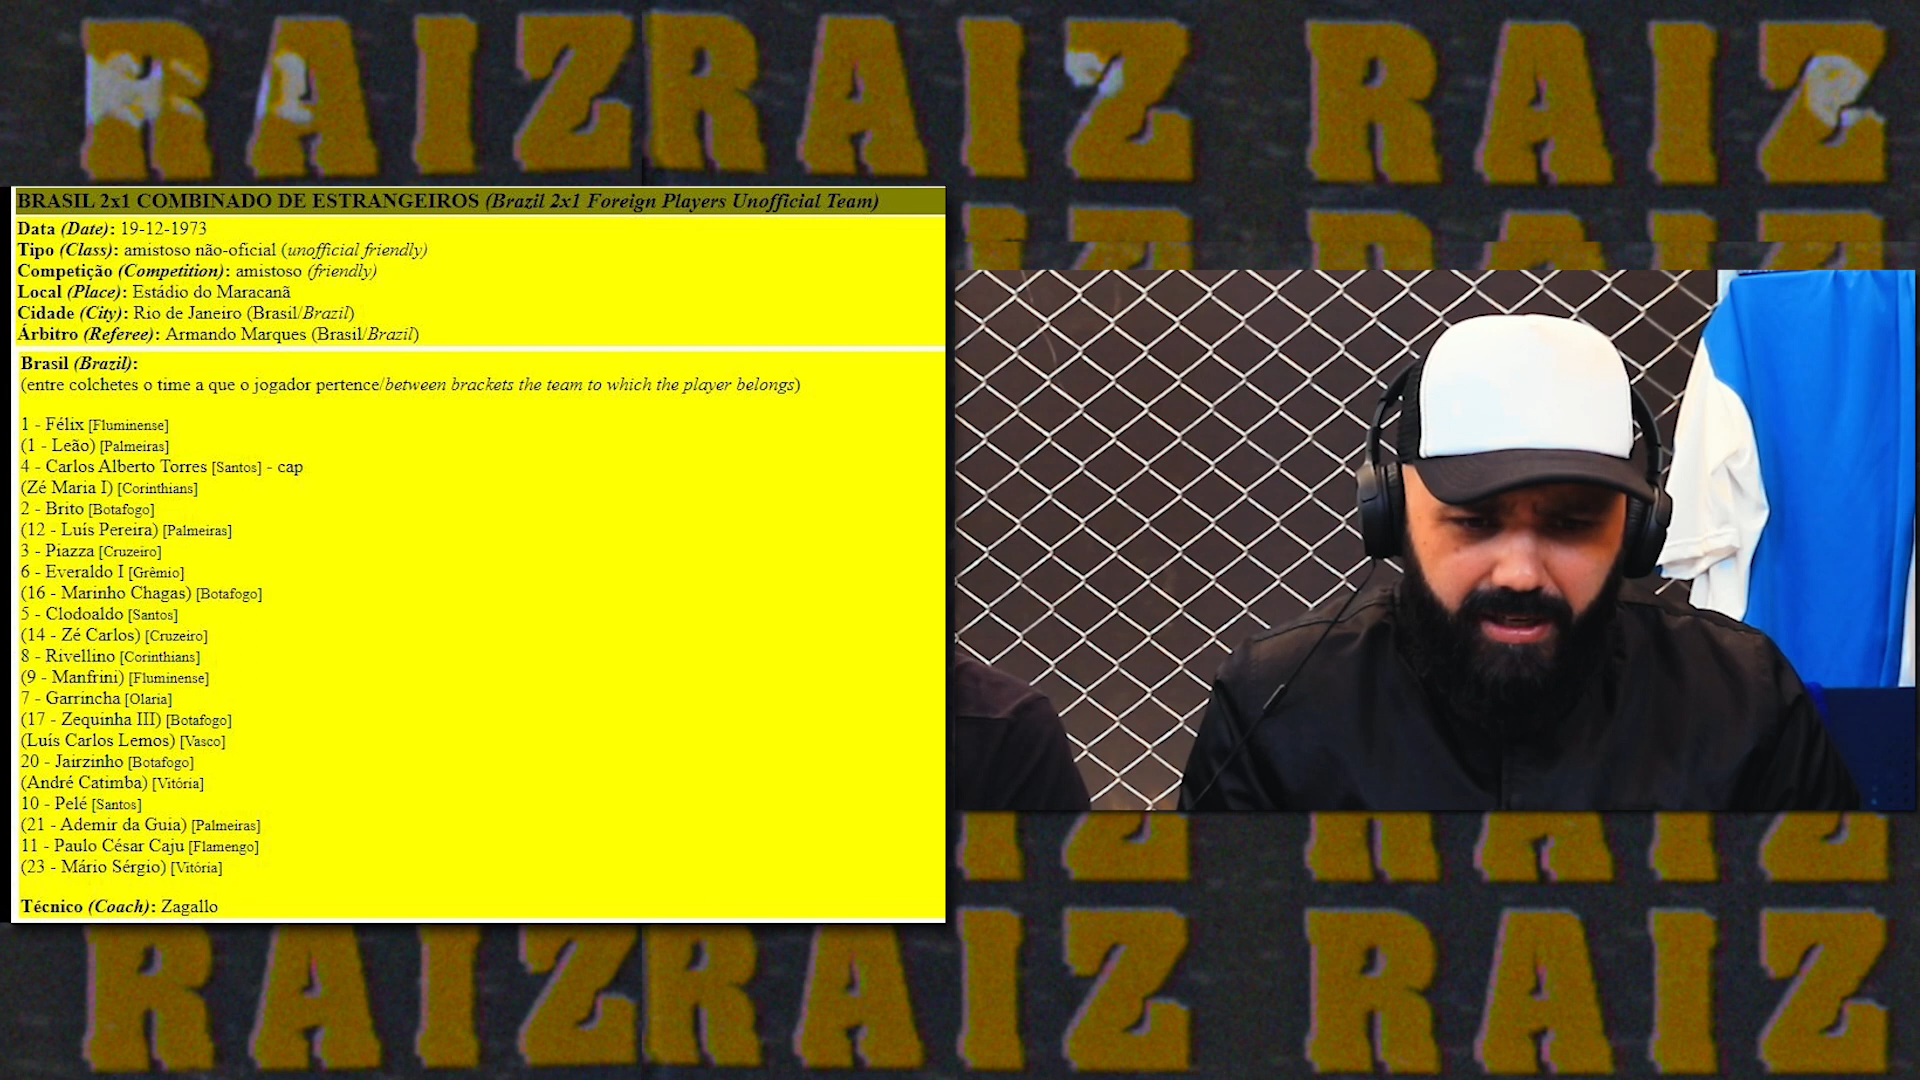 RAIZRAIZ RAIZ
BRASIL 2x1 COMBINADO DE ESTRANGEIROS (Brazil 2x1 Foreign Players Unofficial Team)
Data (Date): 19-12-1973
Tipo (Class): amistoso não-oficial (unofficial friendly)
Competição (Competition): amistoso (friendly)
Local (Place): Estádio do Maracanã
Cidade (City): Rio de Janeiro (Brasil/Brazil)
Árbitro (Referee): Armando Marques (Brasil/Brazil)
Brasil (Brazil):
(entre colchetes o time a que o jogador pertence/between brackets the team to which the player belongs)
1 - Félix [Fluminense]
(1 - Leão) [Palmeiras]
4 - Carlos Alberto Torres [Santos] - cap
(Zé Maria I) [Corinthians]
2 - Brito [Botafogo]
(12 - Luís Pereira) [Palmeiras]
3 - Piazza [Cruzeiro]
6 - Everaldo I [Grêmio]
(16 - Marinho Chagas) [Botafogo]
5 - Clodoaldo [Santos]
(14 - Zé Carlos) [Cruzeiro]
8 - Rivellino [Corinthians]
(9 - Manfrini) [Fluminense]
7 - Garrincha [Olaria]
(17 - Zequinha III) [Botafogo]
(Luís Carlos Lemos) [Vasco]
20 - Jairzinho [Botafogo]
(André Catimba) [Vitória]
10 - Pelé [Santos]
(21 - Ademir da Guia) [Palmeiras]
11 - Paulo César Caju [Flamengo]
(23 - Mário Sérgio) [Vitória]
Técnico (Coach): Zagallo
RAIZRAIZ RAIZ